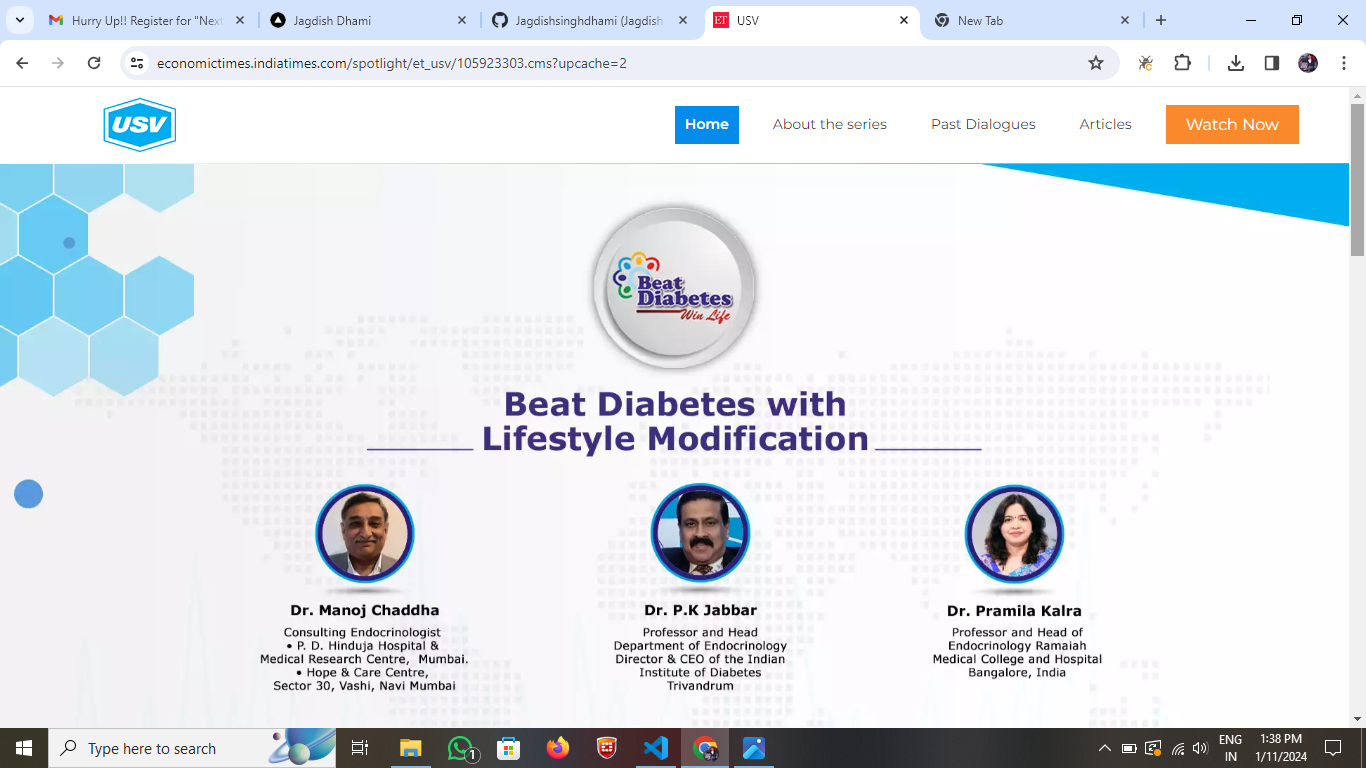 Hurry Up!! Register for "Next
Jagdish Dhami
Jagdishsinghdhami (Jagdish
ET
USV
New Tab
economictimes.indiatimes.com/spotlight/et_usv/105923303.cms?upcache=2
USV
Home
About the series
Past Dialogues
Articles
Watch Now
Beat
Diabetes
Win Life
Beat Diabetes with
Lifestyle Modification
Dr. Manoj Chaddha
Consulting Endocrinologist
• P. D. Hinduja Hospital &
Medical Research Centre, Mumbai.
• Hope & Care Centre,
Sector 30, Vashi, Navi Mumbai
Dr. P.K Jabbar
Professor and Head
Department of Endocrinology
Director & CEO of the Indian
Institute of Diabetes
Trivandrum
Dr. Pramila Kalra
Professor and Head of
Endocrinology Ramaiah
Medical College and Hospital
Bangalore, India
Type here to search
1
ENG
IN
1:38 PM
1/11/2024